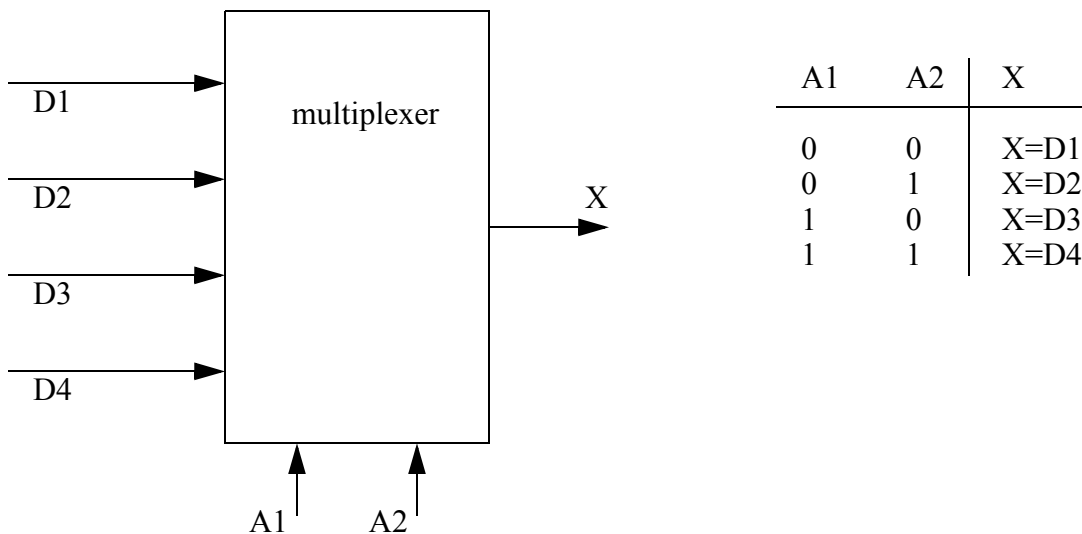 D1
D2
D3
D4
multiplexer
X
A1 A2
A1 A2 X
0 0 X=D1
0 1 X=D2
1 0 X=D3
1 1 X=D4